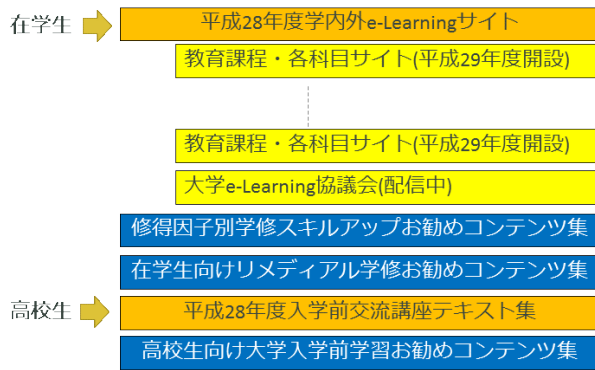 在学生
平成28年度学内外e-Learningサイト
教育課程・各科目サイト(平成29年度開設)
教育課程・各科目サイト(平成29年度開設)
大学e-Learning協議会(配信中)
修得因子別学修スキルアップお勧めコンテンツ集
在学生向けリメディアル学修お勧めコンテンツ集
高校生
平成28年度入学前交流講座テキスト集
高校生向け大学入学前学習お勧めコンテンツ集